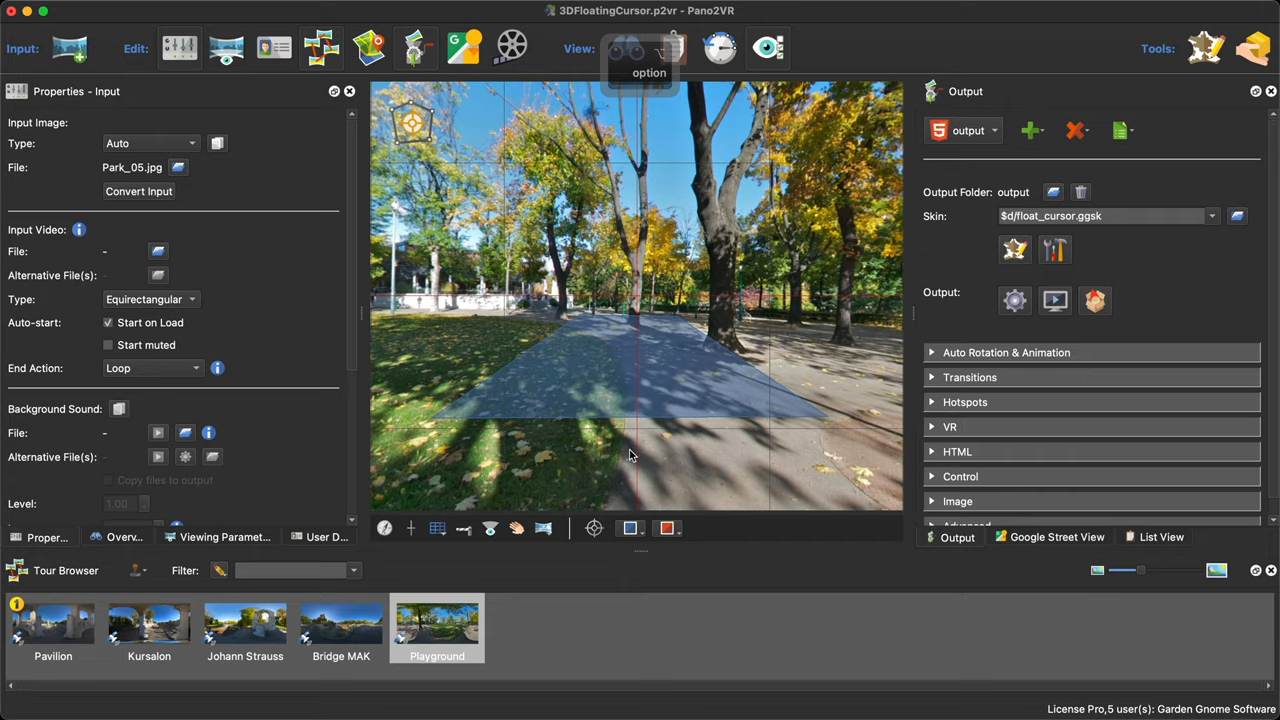 3DFloatingCursor.p2vr - Pano2VR
Input:
Edit:
View:
Tools:
option
Properties - Input
Input Image:
Type: Auto
File: Park_05.jpg
Convert Input
Input Video:
File: -
Alternative File(s): -
Type: Equirectangular
Auto-start: Start on Load
Start muted
End Action: Loop
Background Sound:
File: -
Alternative File(s): -
Copy files to output
Level: 1.00
Proper...
Overv...
Viewing Paramet...
User D...
Output
output
Output Folder: output
Skin: $d/float_cursor.ggsk
Output:
Auto Rotation & Animation
Transitions
Hotspots
VR
HTML
Control
Image
Output
Google Street View
List View
Tour Browser
Filter:
1
Pavilion
Kursalon
Johann Strauss
Bridge MAK
Playground
License Pro,5 user(s): Garden Gnome Software